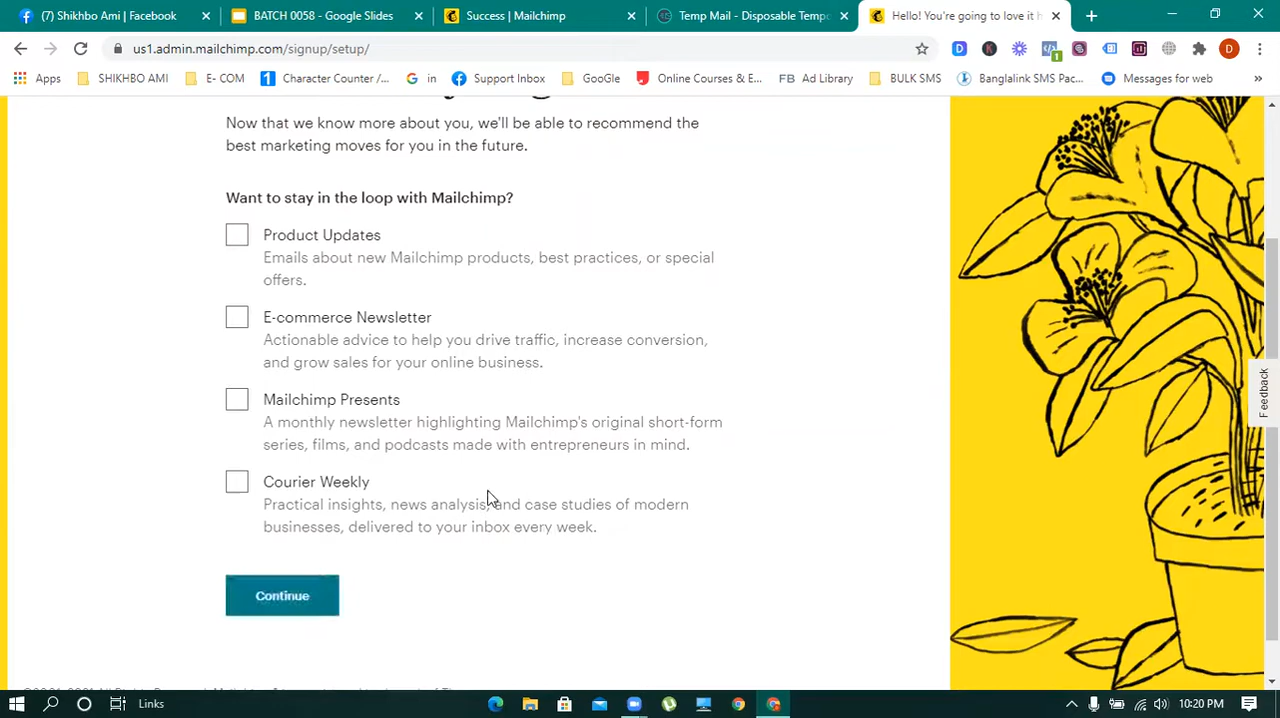 (7) Shikhbo Ami | Facebook
BATCH 0058 - Google Slides
Success | Mailchimp
Temp Mail - Disposable Tempo
Hello! You're going to love it h
us1.admin.mailchimp.com/signup/setup/
D
K
1
D
Apps
SHIKHBO AMI
E- COM
1
Character Counter /...
G
in
Support Inbox
GooGle
Online Courses & E...
FB
Ad Library
BULK SMS
Banglalink SMS Pac...
Messages for web
»
Now that we know more about you, we'll be able to recommend the
best marketing moves for you in the future.
Want to stay in the loop with Mailchimp?
Product Updates
Emails about new Mailchimp products, best practices, or special
offers.
E-commerce Newsletter
Actionable advice to help you drive traffic, increase conversion,
and grow sales for your online business.
Mailchimp Presents
A monthly newsletter highlighting Mailchimp's original short-form
series, films, and podcasts made with entrepreneurs in mind.
Courier Weekly
Practical insights, news analysis and case studies of modern
businesses, delivered to your inbox every week.
Continue
Feedback
Links
10:20 PM